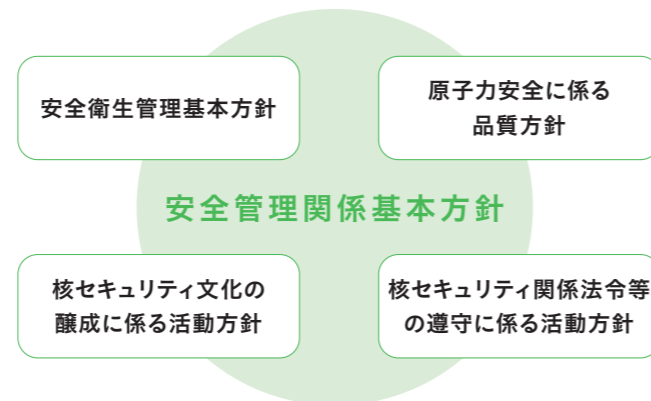 安全衛生管理基本方針
原子力安全に係る
品質方針
安全管理関係基本方針
核セキュリティ文化の
醸成に係る活動方針
核セキュリティ関係法令等
の遵守に係る活動方針